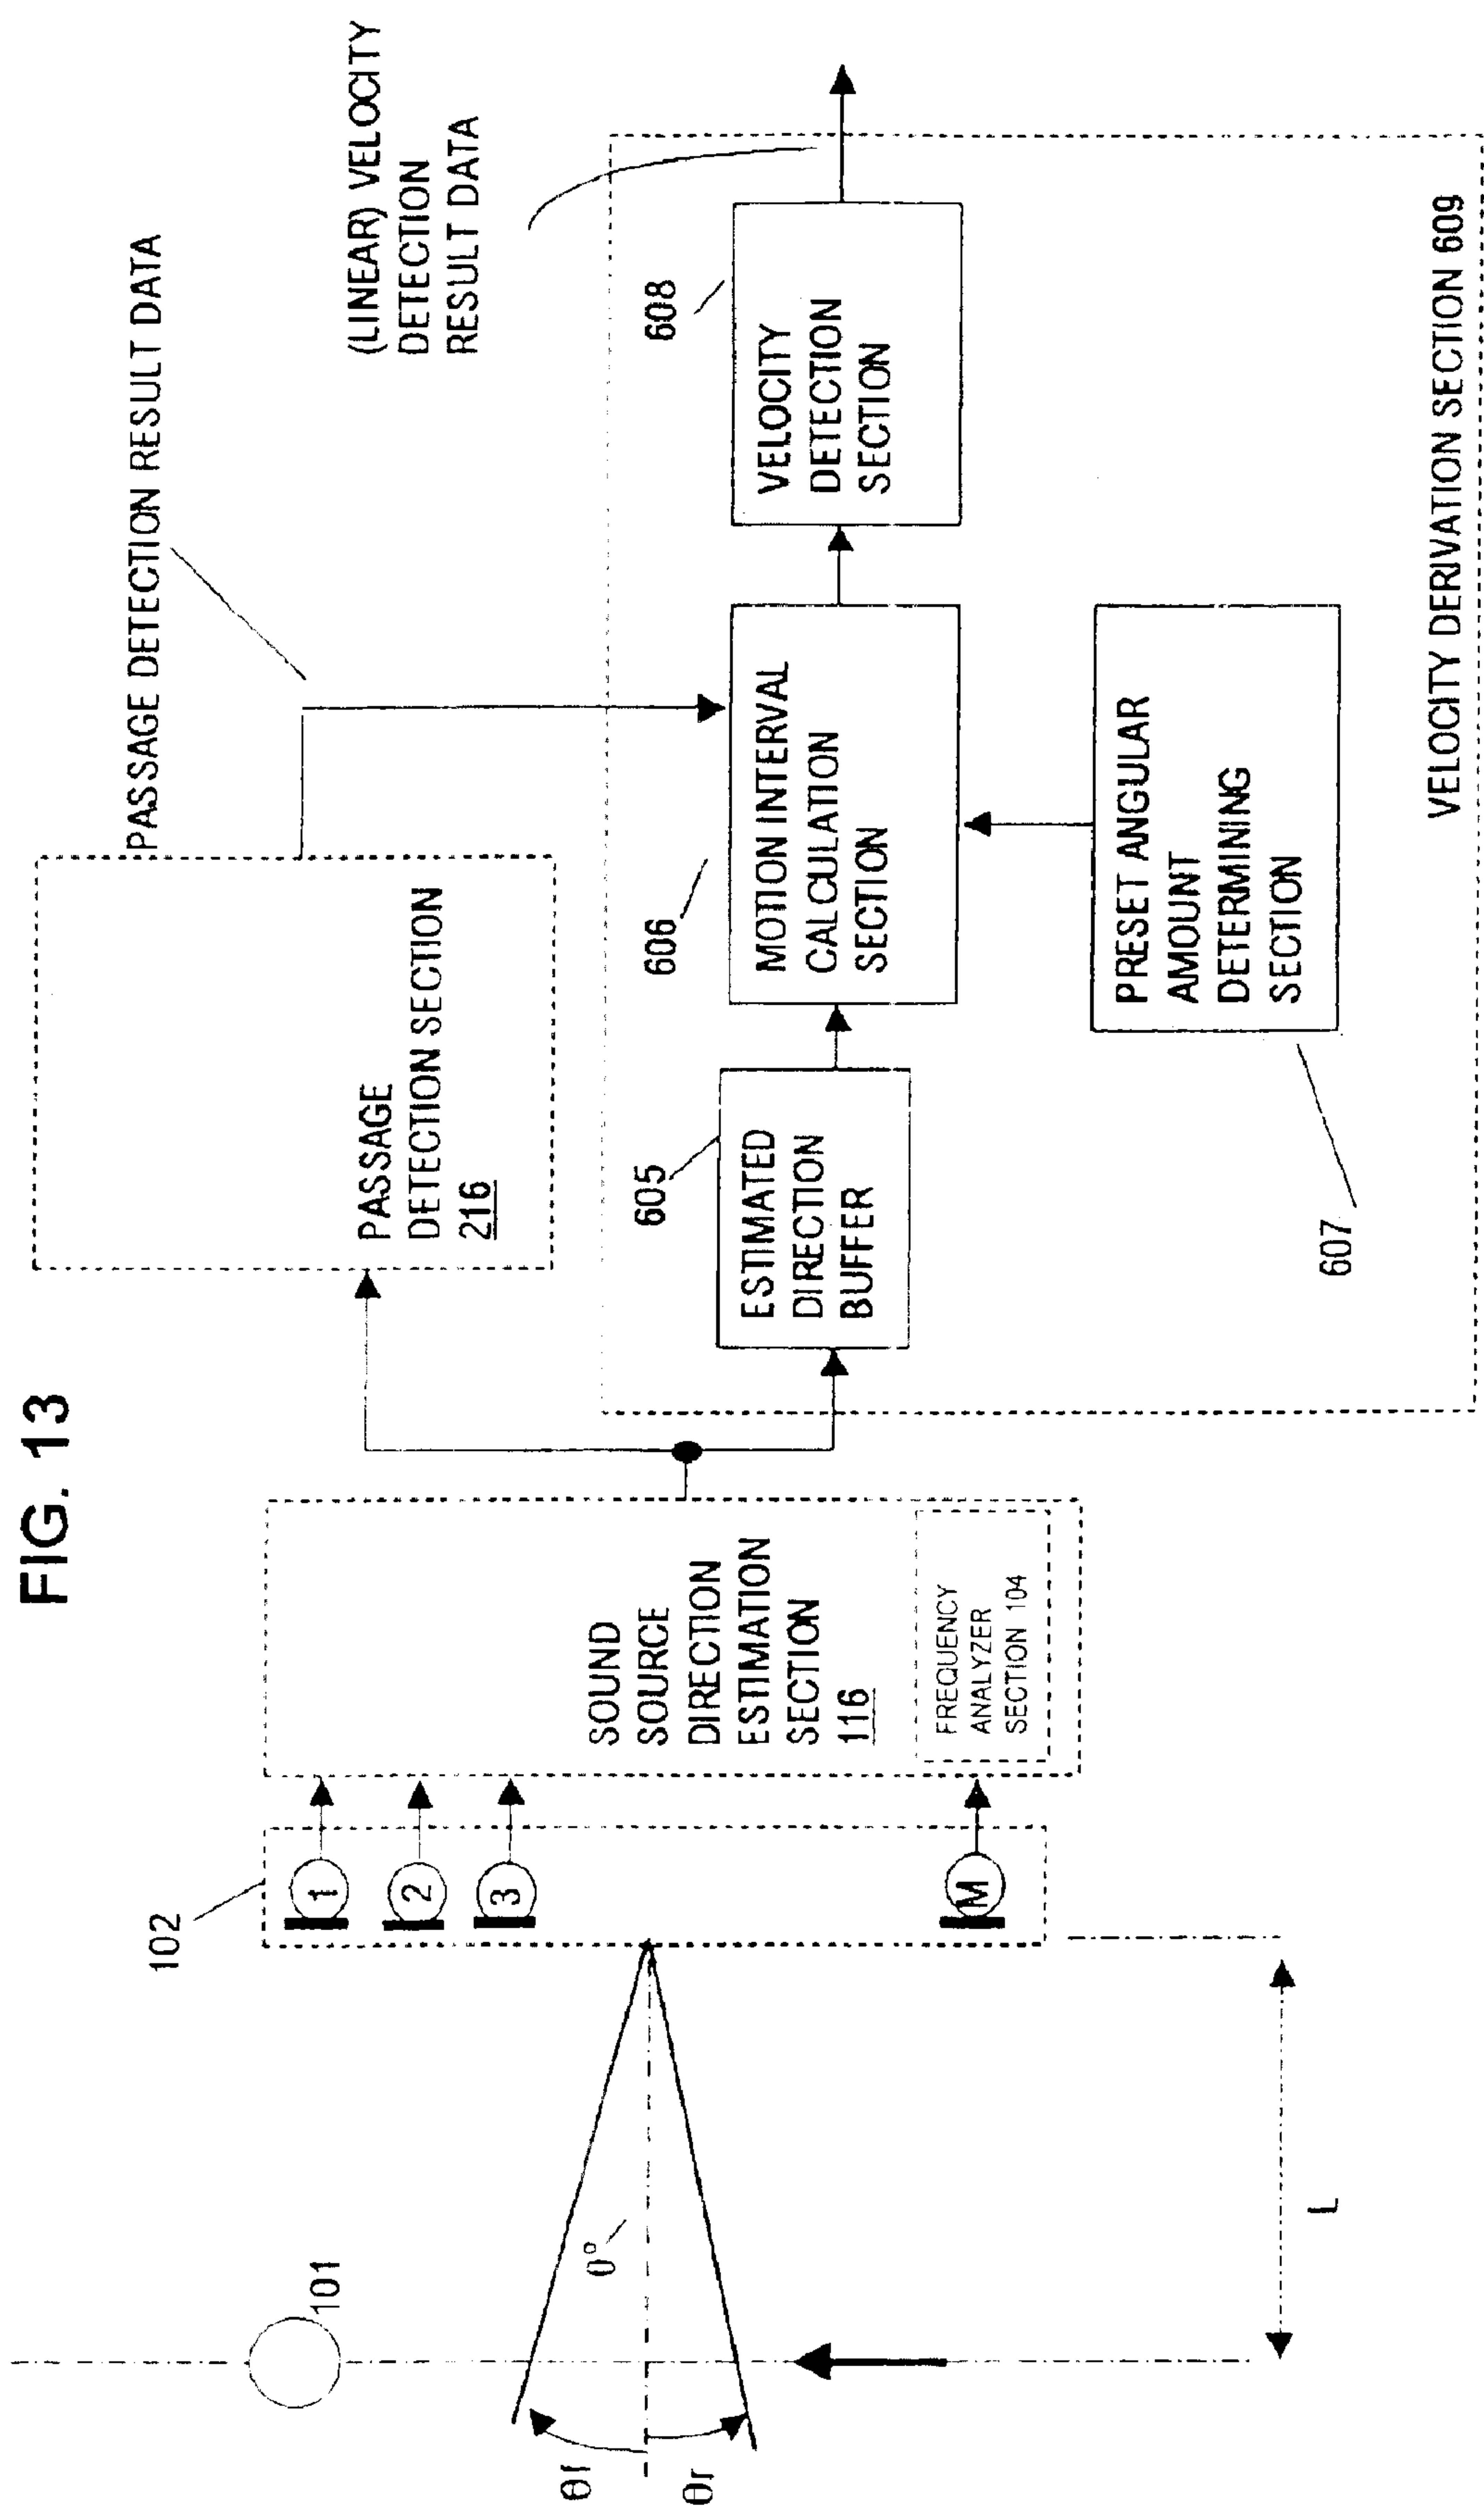 FIG. 13
PASSAGE DETECTION RESULT DATA
(LINEAR) VELOCITY
DETECTION
RESULT DATA
102
1
2
3
M
SOUND
SOURCE
DIRECTION
ESTIMATION
SECTION
116
FREQUENCY
ANALYZER
SECTION 104
PASSAGE
DETECTION SECTION
216
605
ESTIMATED
DIRECTION
BUFFER
606
MOTION INTERVAL
CALCULATION
SECTION
608
VELOCITY
DETECTION
SECTION
607
PRESET ANGULAR
AMOUNT
DETERMINING
SECTION
VELOCITY DERIVATION SECTION 609
101
0°
θr
L